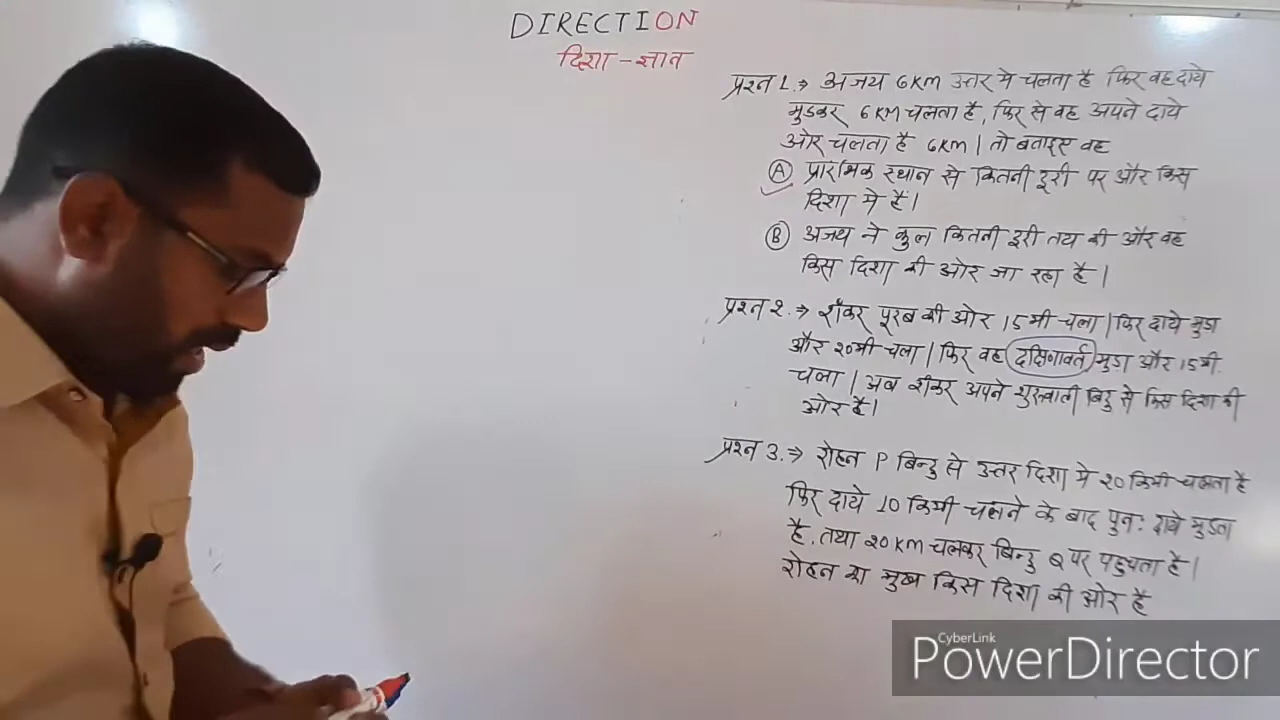 DIRECTION
दिशा - ज्ञान
प्रश्न 1.⇒ अजय 6KM उत्तर मे चलता है फिर वह दाये
मुडकर 6KM चलता है, फिर से वह अपने दाये
ओर चलता है 6KM | तो बताइए वह
(A) प्रारंभिक स्थान से कितनी दूरी पर और किस
दिशा मे है।
(B) अजय ने कुल कितनी दूरी तय की और वह
किस दिशा की ओर जा रहा है |
प्रश्न 2.⇒ शंकर पूरब की ओर 15मी चला | फिर दाये मुडा
और 20मी चला | फिर वह दक्षिणावर्त मुडा और 15मी.
चला | अब शंकर अपने शुरूवाती बिंदु से किस दिशा की
ओर है।
प्रश्न 3.⇒ रोहन P बिन्दु से उत्तर दिशा मे 20 किमी चलता है
फिर दाये 10 किमी चलने के बाद पुनः दाये मुडता
है. तथा 20KM चलकर बिन्दु Q पर पहुचता है |
रोहन का मुख किस दिशा की ओर है
CyberLink
PowerDirector